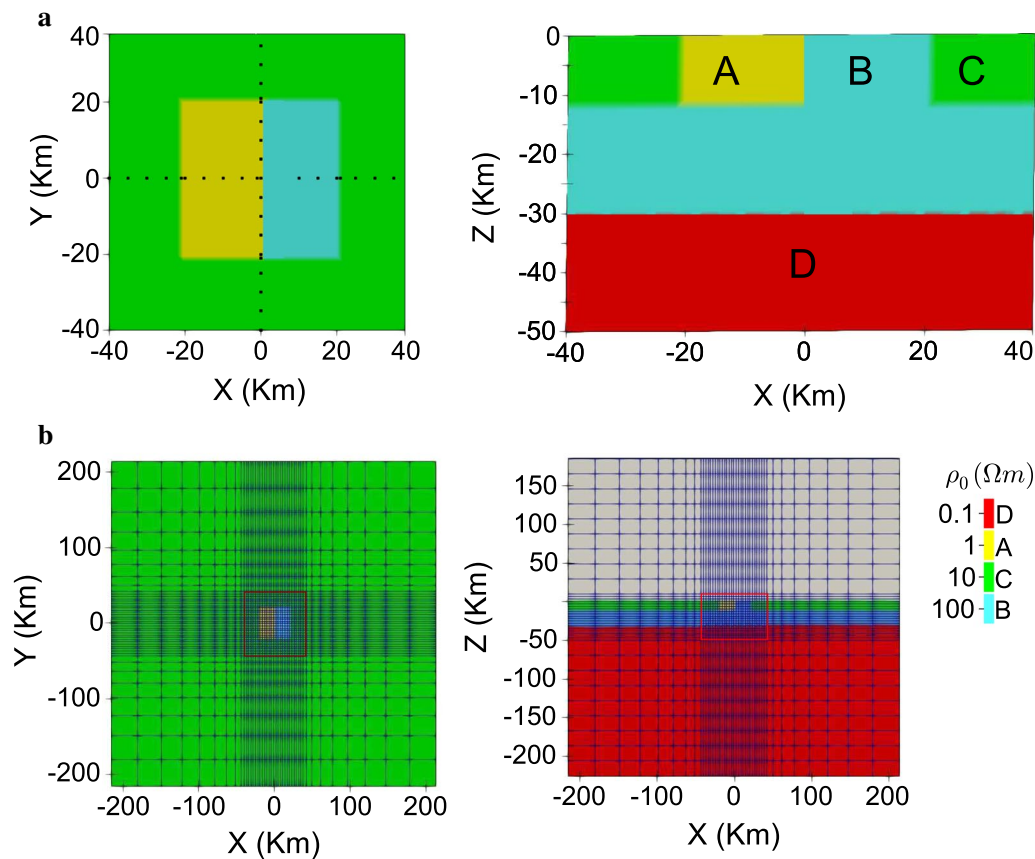 a
40
20
0
-20
-40
Y (Km)
-40 -20 0 20 40
X (Km)
0
-10
-20
-30
-40
-50
Z (Km)
A B C
D
-40 -20 0 20 40
X (Km)
b
200
100
0
-100
-200
Y (Km)
-200 -100 0 100 200
X (Km)
150
100
50
-50
-100
-150
-200
Z (Km)
-200 -100 0 100 200
X (Km)
ρ₀ (Ωm)
0.1 D
1 A
10 C
100 B